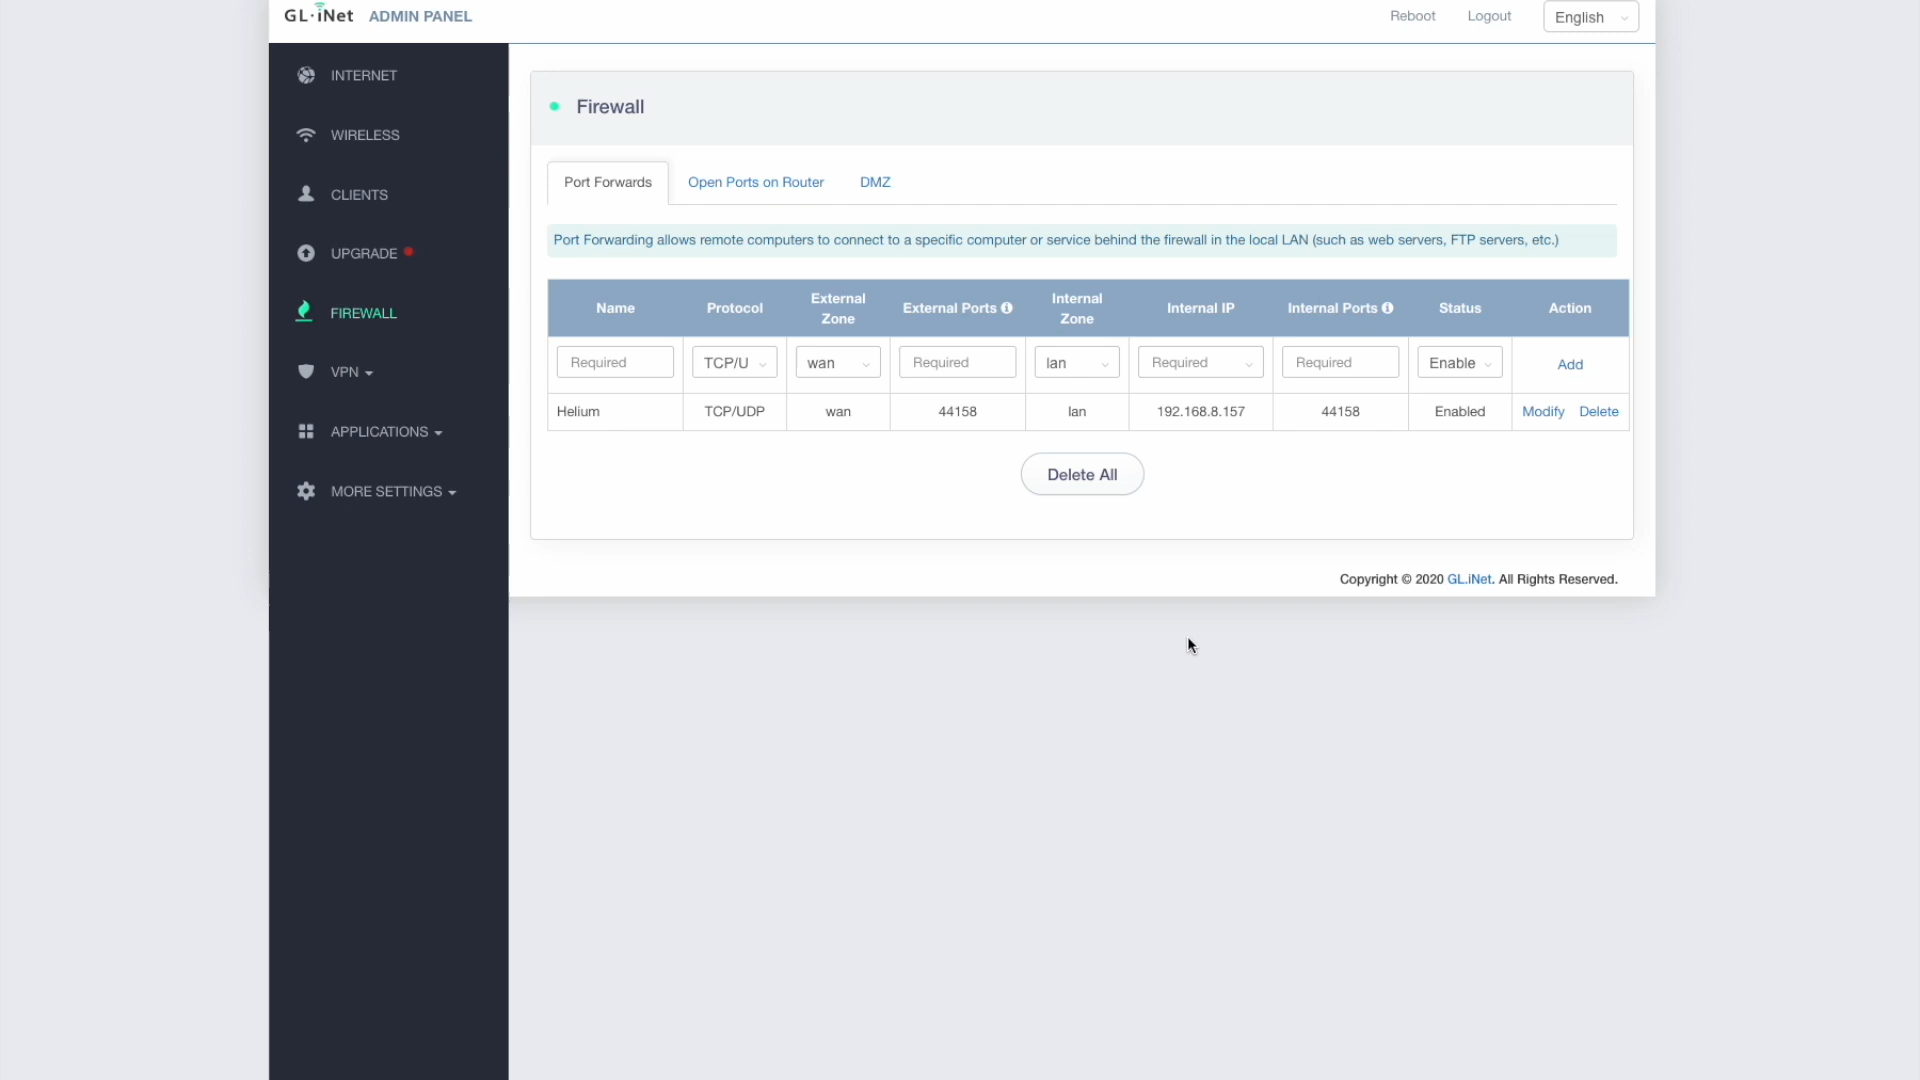 GL·iNet ADMIN PANEL
Reboot Logout English
INTERNET
WIRELESS
CLIENTS
UPGRADE
FIREWALL
VPN
APPLICATIONS
MORE SETTINGS
Firewall
Port Forwards Open Ports on Router DMZ
Port Forwarding allows remote computers to connect to a specific computer or service behind the firewall in the local LAN (such as web servers, FTP servers, etc.)
Name Protocol External Zone External Ports Internal Zone Internal IP Internal Ports Status Action
Required TCP/U wan Required lan Required Required Enable Add
Helium TCP/UDP wan 44158 lan 192.168.8.157 44158 Enabled Modify Delete
Delete All
Copyright © 2020 GL.iNet. All Rights Reserved.